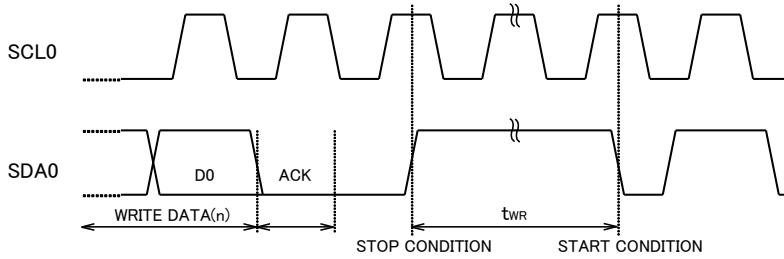 SCL0
SDA0
D0
ACK
WRITE DATA(n)
tWR
STOP CONDITION
START CONDITION